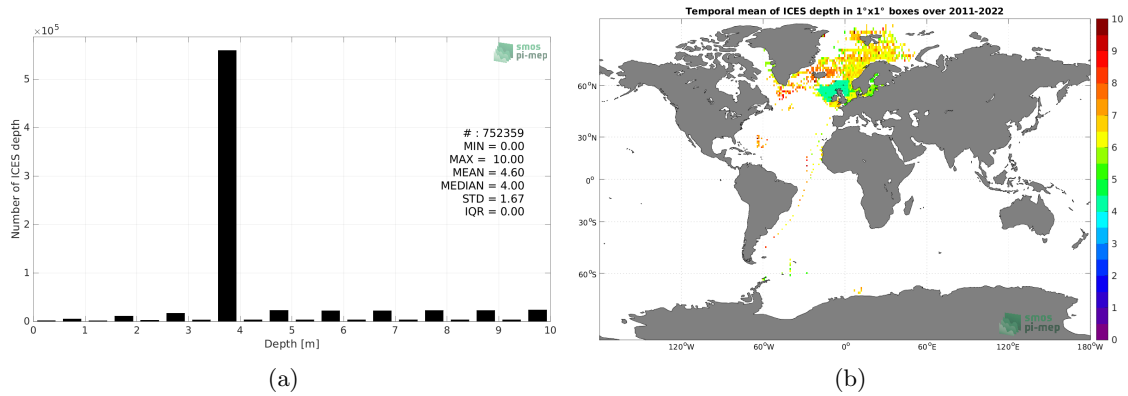 ×10⁵
5
4
3
2
1
0
Number of ICES depth
0 1 2 3 4 5 6 7 8 9 10
Depth [m]
smos
pi-mep
# : 752359
MIN = 0.00
MAX = 10.00
MEAN = 4.60
MEDIAN = 4.00
STD = 1.67
IQR = 0.00
(a)
Temporal mean of ICES depth in 1°x1° boxes over 2011-2022
60°N
30°N
0°
30°S
60°S
120°W 60°W 0° 60°E 120°E 180°W
smos
pi-mep
10
9
8
7
6
5
4
3
2
1
0
(b)